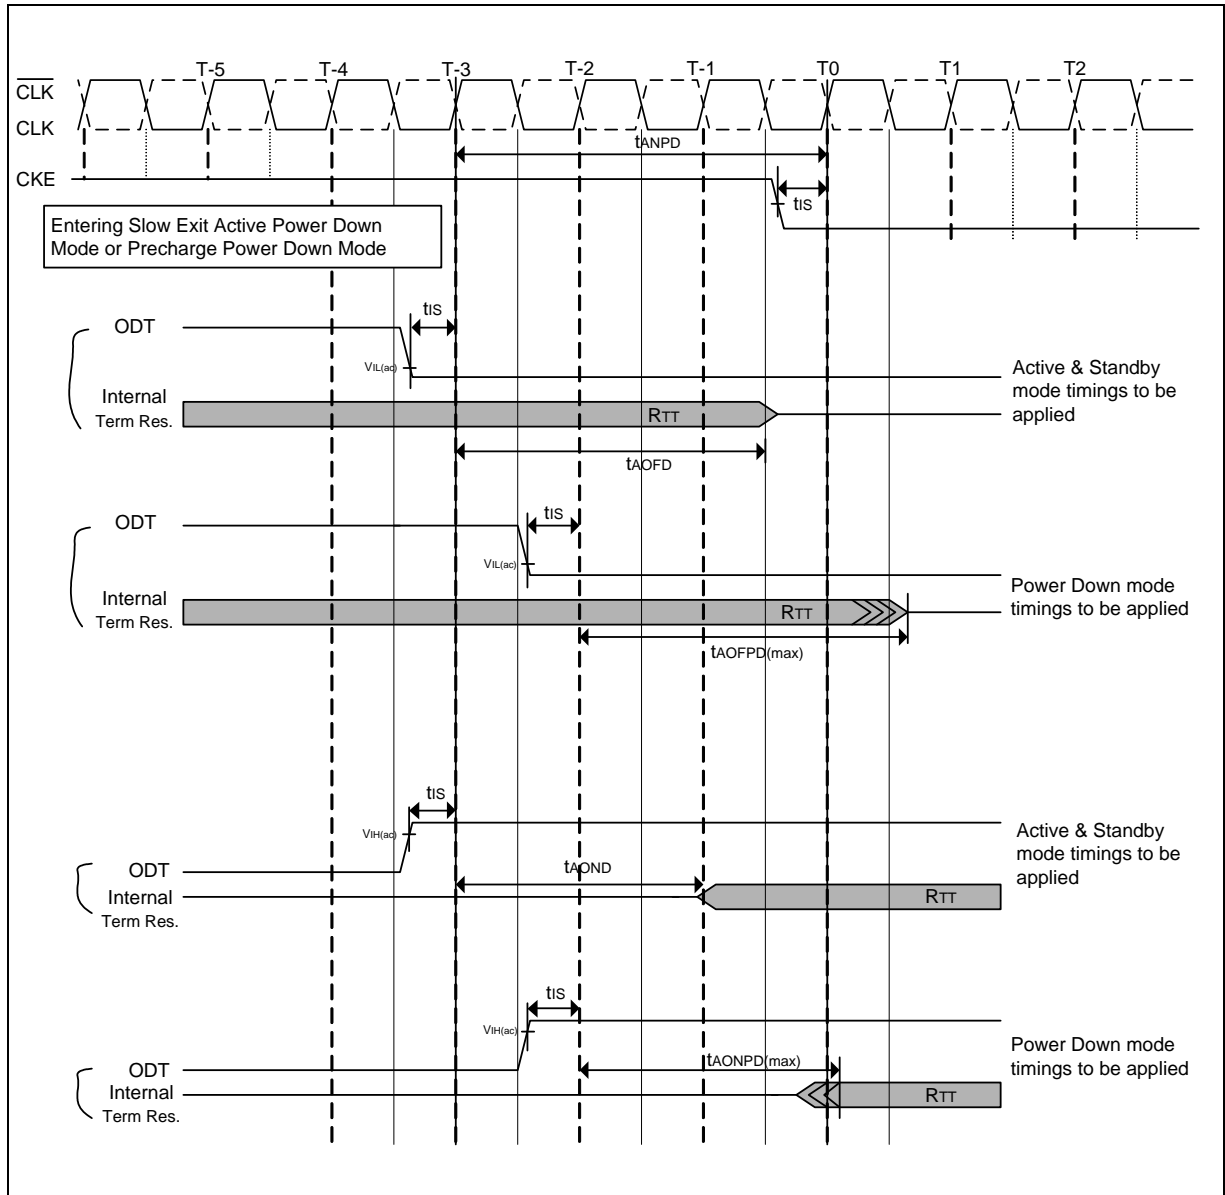 T-5 T-4 T-3 T-2 T-1 T0 T1 T2
CLK
CLK
tANPD
CKE
tIS
Entering Slow Exit Active Power Down
Mode or Precharge Power Down Mode
tIS
ODT
VIL(ac)
Active & Standby
mode timings to be
applied
Internal
Term Res.
RTT
tAOFD
tIS
ODT
VIL(ac)
Power Down mode
timings to be applied
Internal
Term Res.
RTT
tAOFPD(max)
tIS
VIH(ac)
Active & Standby
mode timings to be
applied
ODT
tAOND
Internal
Term Res.
RTT
tIS
VIH(ac)
Power Down mode
timings to be applied
ODT
tAONPD(max)
Internal
Term Res.
RTT